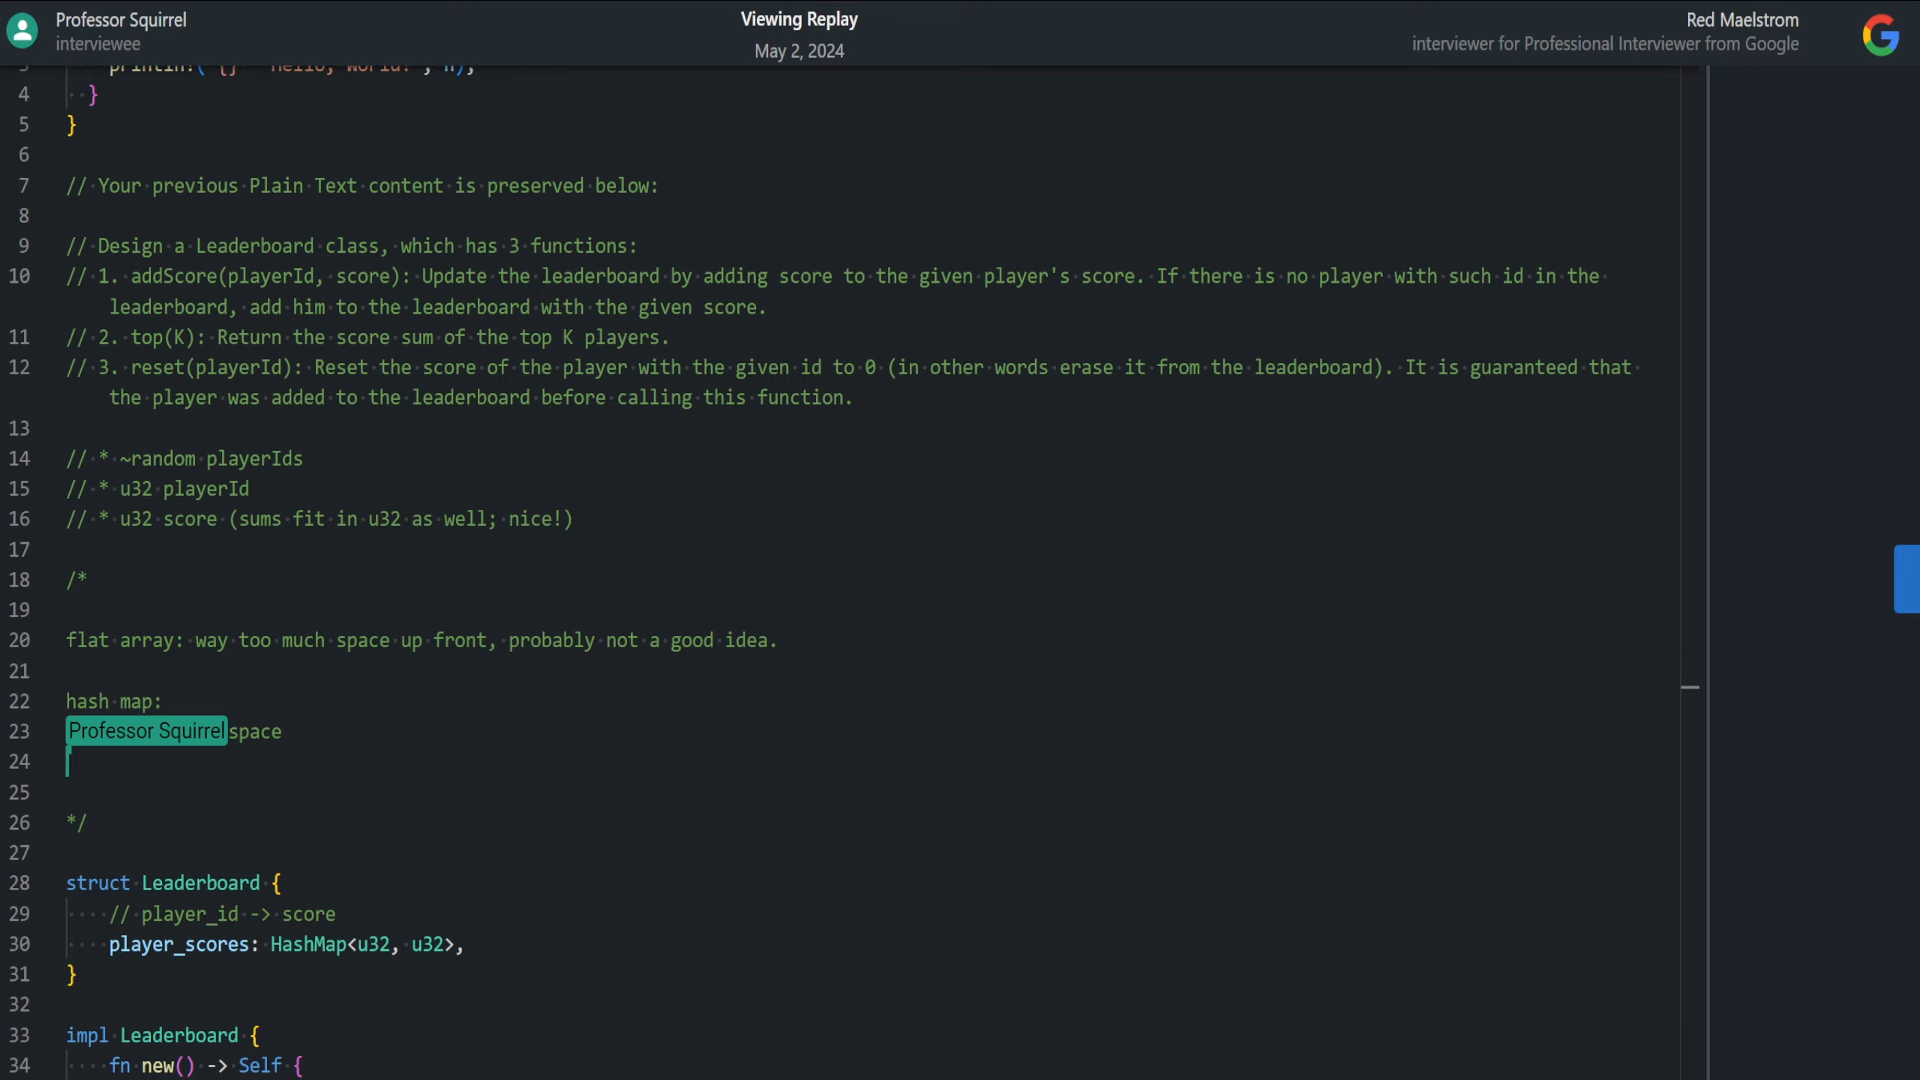 Professor Squirrel
interviewee
Viewing Replay
May 2, 2024
Red Maelstrom
interviewer for Professional Interviewer from Google
4 }
5 }
6
7 // Your previous Plain Text content is preserved below:
8
9 // Design a Leaderboard class, which has 3 functions:
10 // 1. addScore(playerId, score): Update the leaderboard by adding score to the given player's score. If there is no player with such id in the
leaderboard, add him to the leaderboard with the given score.
11 // 2. top(K): Return the score sum of the top K players.
12 // 3. reset(playerId): Reset the score of the player with the given id to 0 (in other words erase it from the leaderboard). It is guaranteed that
the player was added to the leaderboard before calling this function.
13
14 // * ~random playerIds
15 // * u32 playerId
16 // * u32 score (sums fit in u32 as well; nice!)
17
18 /*
19
20 flat array: way too much space up front, probably not a good idea.
21
22 hash map:
23 Professor Squirrel space
24
25
26 */
27
28 struct Leaderboard {
29 // player_id -> score
30 player_scores: HashMap<u32, u32>,
31 }
32
33 impl Leaderboard {
34 fn new() -> Self {